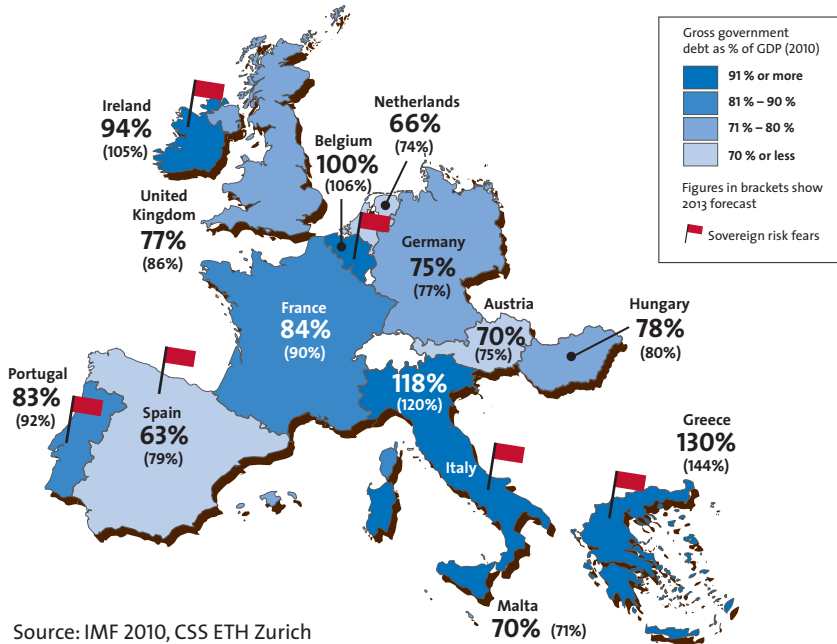 Gross government
debt as % of GDP (2010)
91 % or more
81 % – 90 %
71 % – 80 %
70 % or less
Figures in brackets show
2013 forecast
Sovereign risk fears
Ireland
94%
(105%)
Netherlands
66%
(74%)
Belgium
100%
(106%)
United
Kingdom
77%
(86%)
Germany
75%
(77%)
France
84%
(90%)
Austria
70%
(75%)
Hungary
78%
(80%)
Portugal
83%
(92%)
Spain
63%
(79%)
118%
(120%)
Italy
Greece
130%
(144%)
Malta
70% (71%)
Source: IMF 2010, CSS ETH Zurich